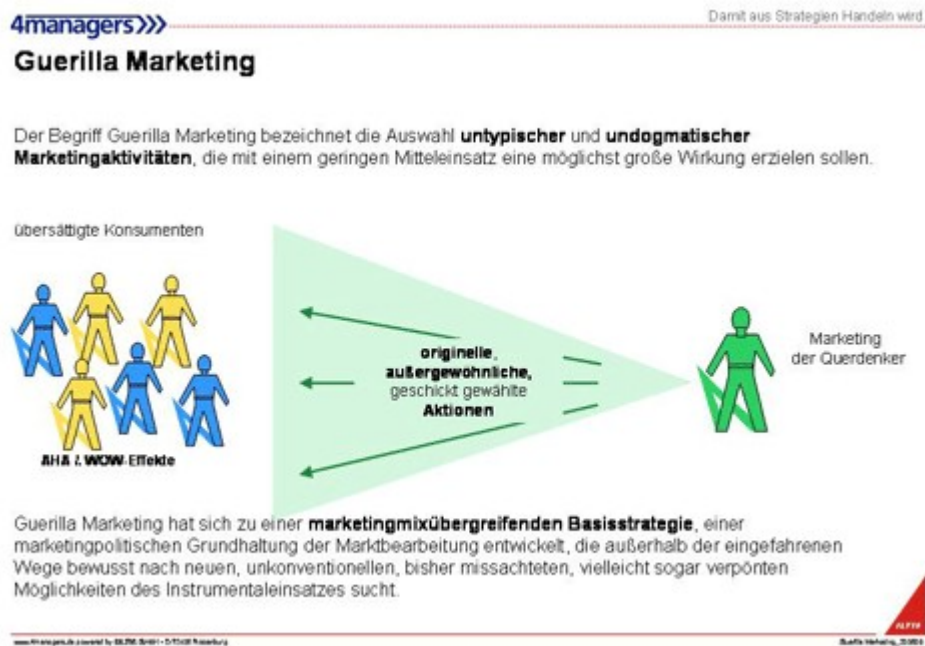 4managers>>>
Damit aus Strategien Handeln wird
Guerilla Marketing
Der Begriff Guerilla Marketing bezeichnet die Auswahl untypischer und undogmatischer
Marketingaktivitäten, die mit einem geringen Mitteleinsatz eine möglichst große Wirkung erzielen sollen.
übersättigte Konsumenten
originelle,
außergewöhnliche,
geschickt gewählte
Aktionen
Marketing
der Querdenker
AHA / WOW-Effekte
Guerilla Marketing hat sich zu einer marketingmixübergreifenden Basisstrategie, einer
marketingpolitischen Grundhaltung der Marktbearbeitung entwickelt, die außerhalb der eingefahrenen
Wege bewusst nach neuen, unkonventionellen, bisher missachteten, vielleicht sogar verpönten
Möglichkeiten des Instrumentaleinsatzes sucht.